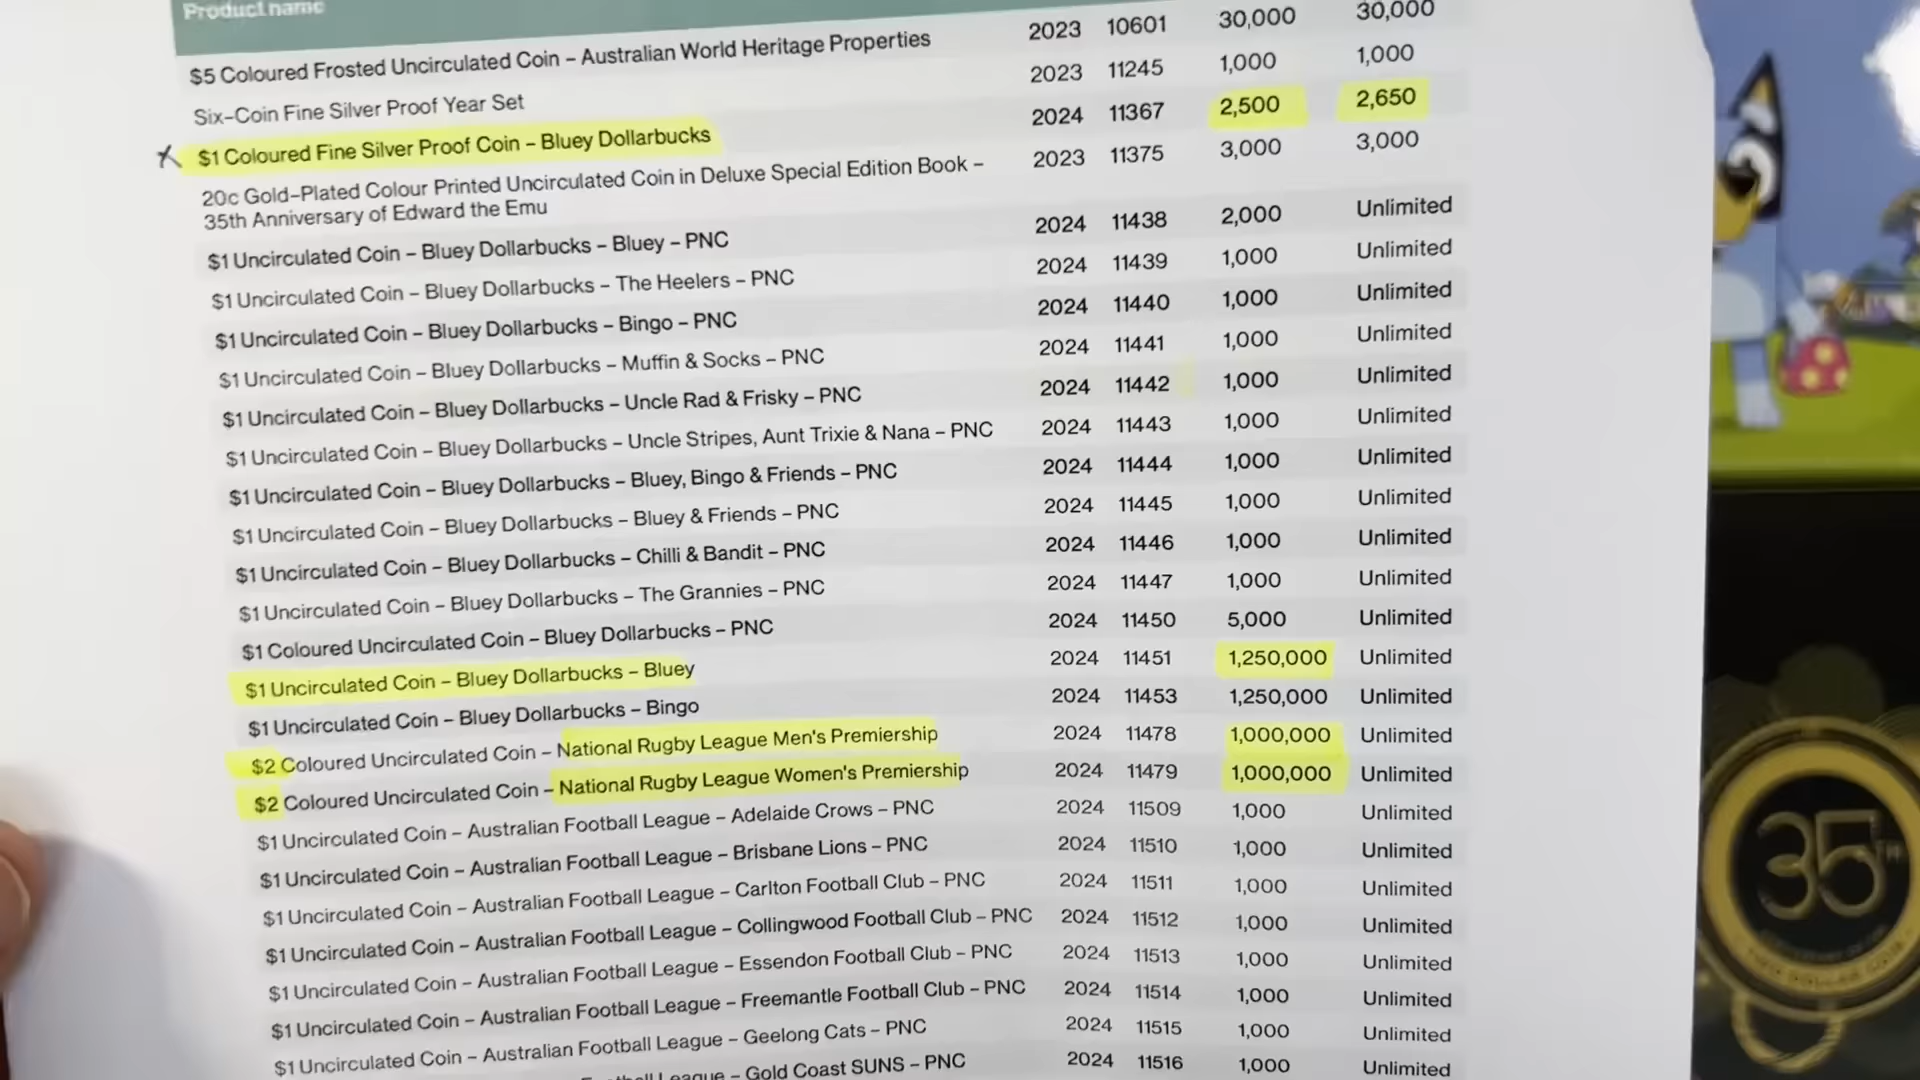 Product name
$5 Coloured Frosted Uncirculated Coin – Australian World Heritage Properties 2023 10601 30,000 30,000
Six-Coin Fine Silver Proof Year Set 2023 11245 1,000 1,000
$1 Coloured Fine Silver Proof Coin – Bluey Dollarbucks 2024 11367 2,500 2,650
20c Gold-Plated Colour Printed Uncirculated Coin in Deluxe Special Edition Book – 2023 11375 3,000 3,000
35th Anniversary of Edward the Emu
$1 Uncirculated Coin – Bluey Dollarbucks – Bluey – PNC 2024 11438 2,000 Unlimited
$1 Uncirculated Coin – Bluey Dollarbucks – The Heelers – PNC 2024 11439 1,000 Unlimited
$1 Uncirculated Coin – Bluey Dollarbucks – Bingo – PNC 2024 11440 1,000 Unlimited
$1 Uncirculated Coin – Bluey Dollarbucks – Muffin & Socks – PNC 2024 11441 1,000 Unlimited
$1 Uncirculated Coin – Bluey Dollarbucks – Uncle Rad & Frisky – PNC 2024 11442 1,000 Unlimited
$1 Uncirculated Coin – Bluey Dollarbucks – Uncle Stripes, Aunt Trixie & Nana – PNC 2024 11443 1,000 Unlimited
$1 Uncirculated Coin – Bluey Dollarbucks – Bluey, Bingo & Friends – PNC 2024 11444 1,000 Unlimited
$1 Uncirculated Coin – Bluey Dollarbucks – Bluey & Friends – PNC 2024 11445 1,000 Unlimited
$1 Uncirculated Coin – Bluey Dollarbucks – Chilli & Bandit – PNC 2024 11446 1,000 Unlimited
$1 Uncirculated Coin – Bluey Dollarbucks – The Grannies – PNC 2024 11447 1,000 Unlimited
$1 Coloured Uncirculated Coin – Bluey Dollarbucks – PNC 2024 11450 5,000 Unlimited
$1 Uncirculated Coin – Bluey Dollarbucks – Bluey 2024 11451 1,250,000 Unlimited
$1 Uncirculated Coin – Bluey Dollarbucks – Bingo 2024 11453 1,250,000 Unlimited
$2 Coloured Uncirculated Coin – National Rugby League Men's Premiership 2024 11478 1,000,000 Unlimited
$2 Coloured Uncirculated Coin – National Rugby League Women's Premiership 2024 11479 1,000,000 Unlimited
$1 Uncirculated Coin – Australian Football League – Adelaide Crows – PNC 2024 11509 1,000 Unlimited
$1 Uncirculated Coin – Australian Football League – Brisbane Lions – PNC 2024 11510 1,000 Unlimited
$1 Uncirculated Coin – Australian Football League – Carlton Football Club – PNC 2024 11511 1,000 Unlimited
$1 Uncirculated Coin – Australian Football League – Collingwood Football Club – PNC 2024 11512 1,000 Unlimited
$1 Uncirculated Coin – Australian Football League – Essendon Football Club – PNC 2024 11513 1,000 Unlimited
$1 Uncirculated Coin – Australian Football League – Freemantle Football Club – PNC 2024 11514 1,000 Unlimited
$1 Uncirculated Coin – Australian Football League – Geelong Cats – PNC 2024 11515 1,000 Unlimited
League – Gold Coast SUNS – PNC 2024 11516 1,000 Unlimited
35TH